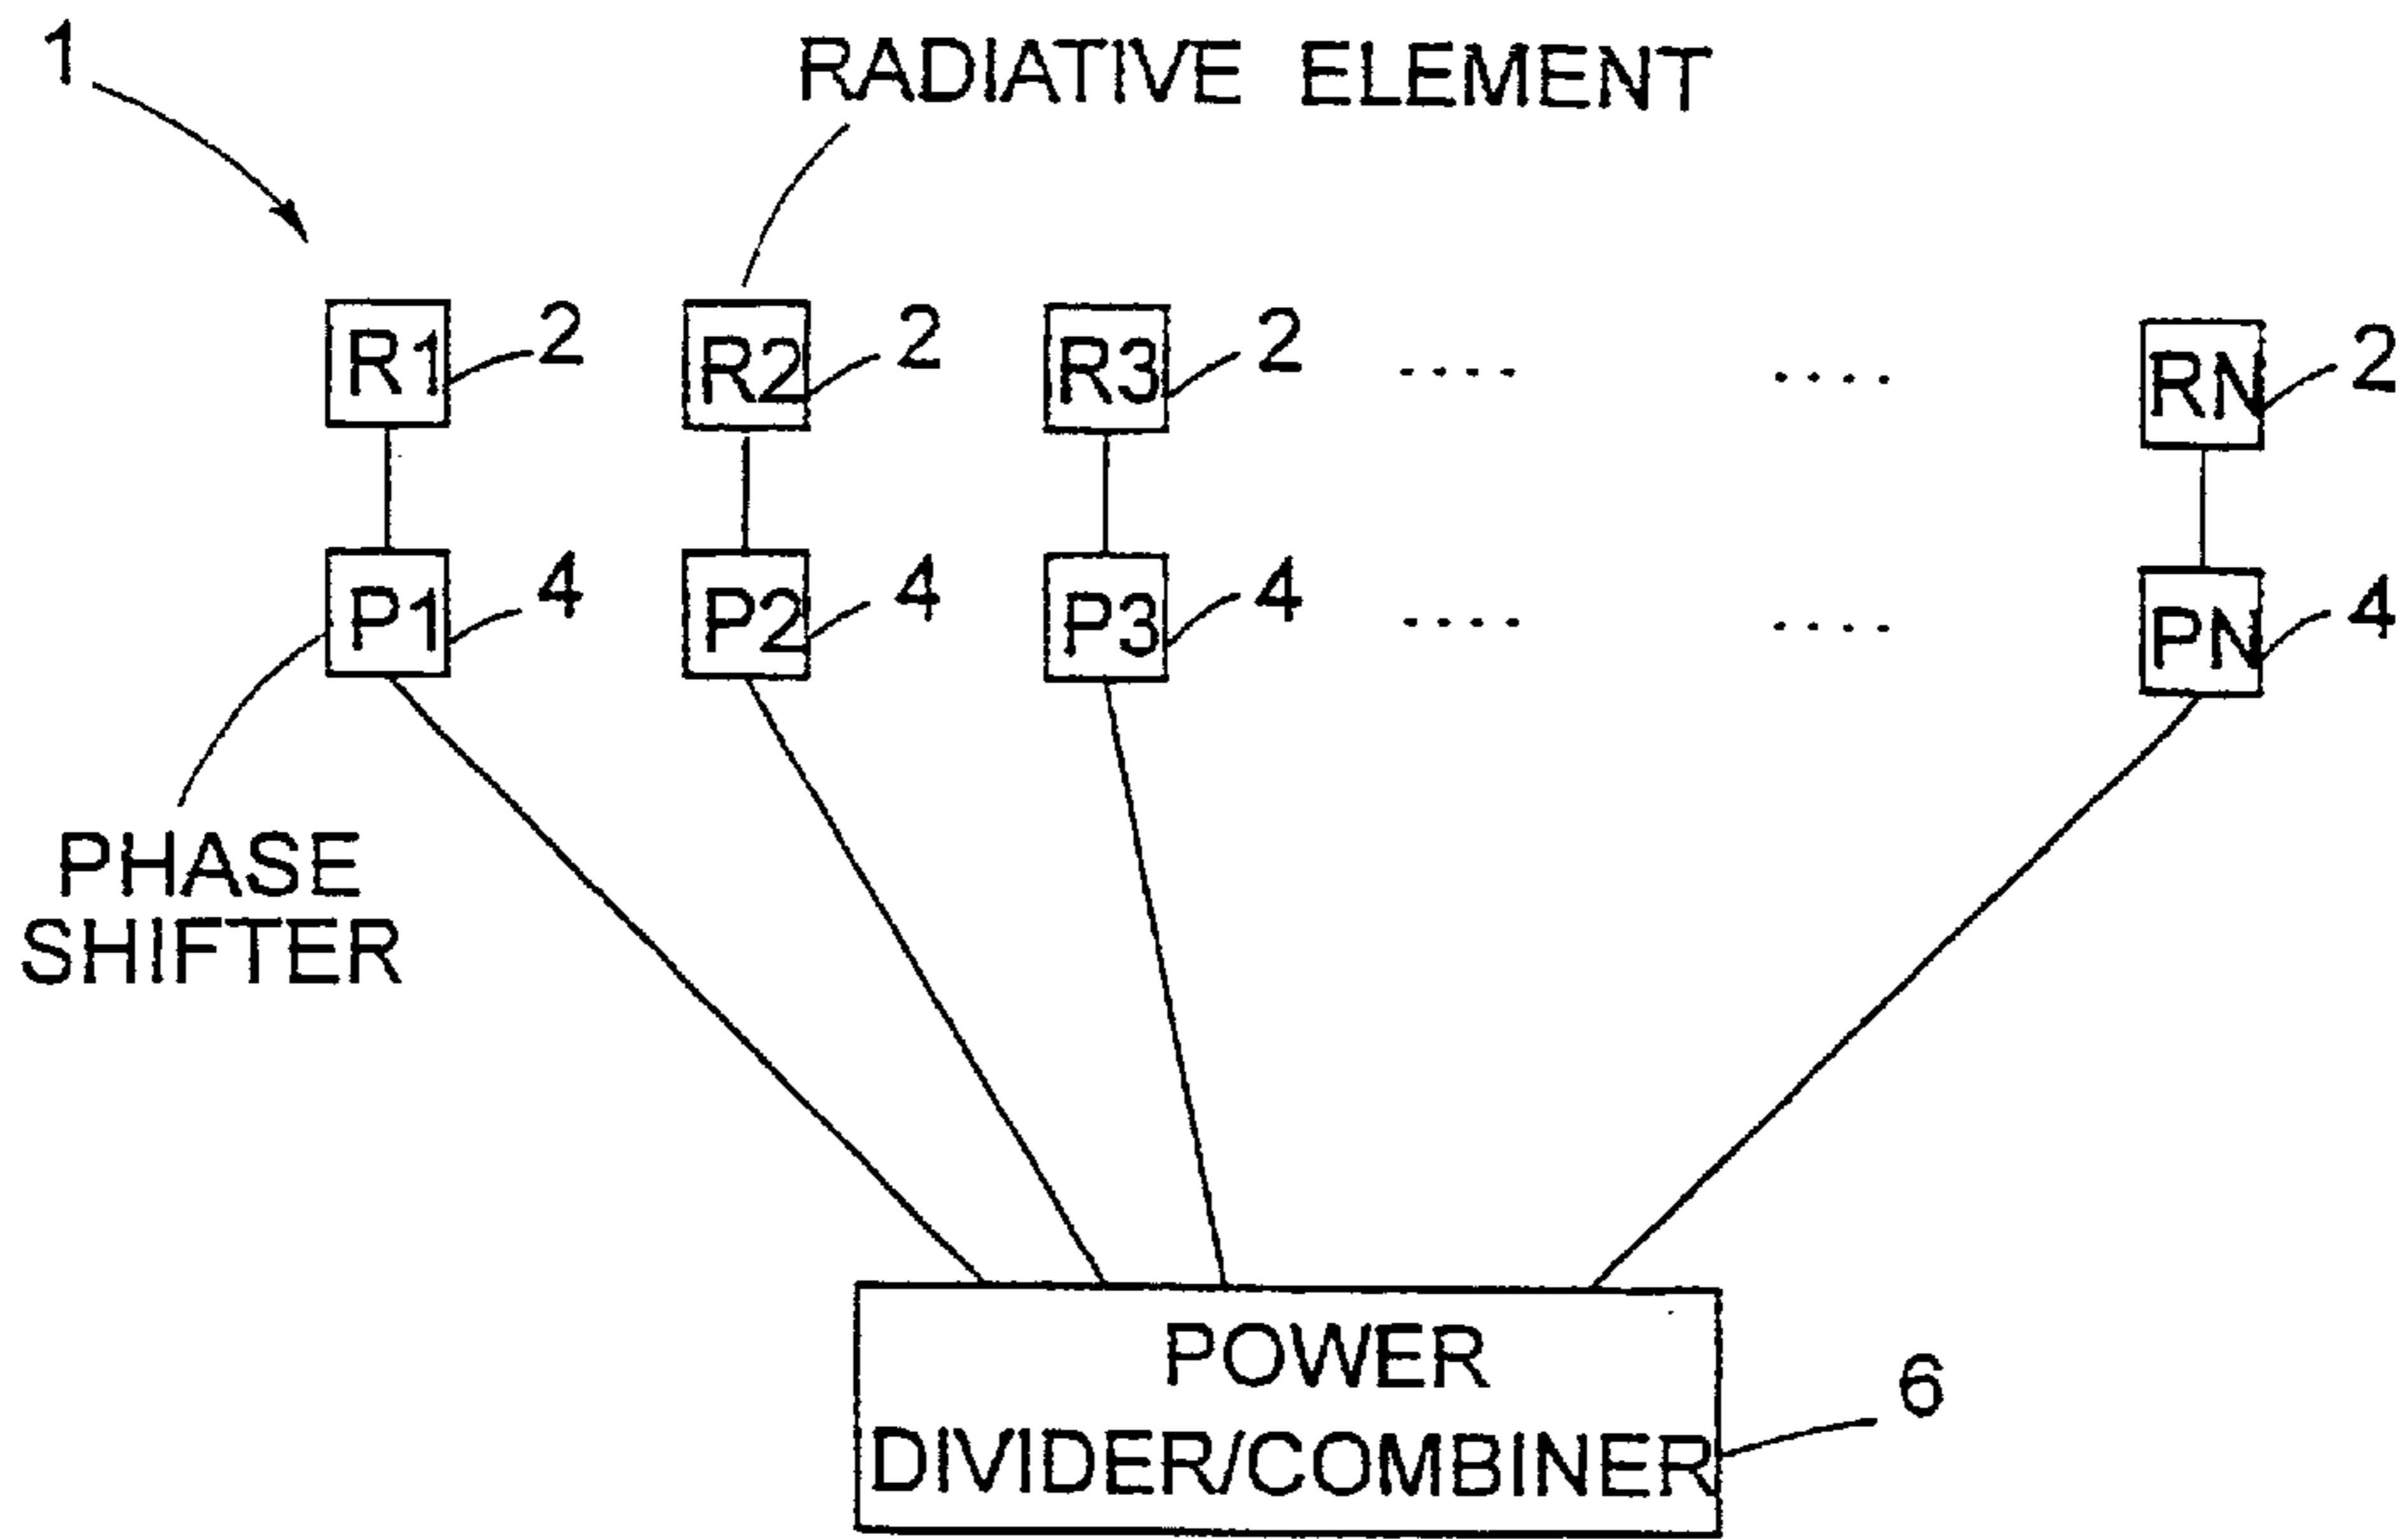 1
RADIATIVE ELEMENT
R1 2 R2 2 R3 2 .... .... RN 2
P1 4 P2 4 P3 4 .... .... PN 4
PHASE
SHIFTER
POWER
DIVIDER/COMBINER
6